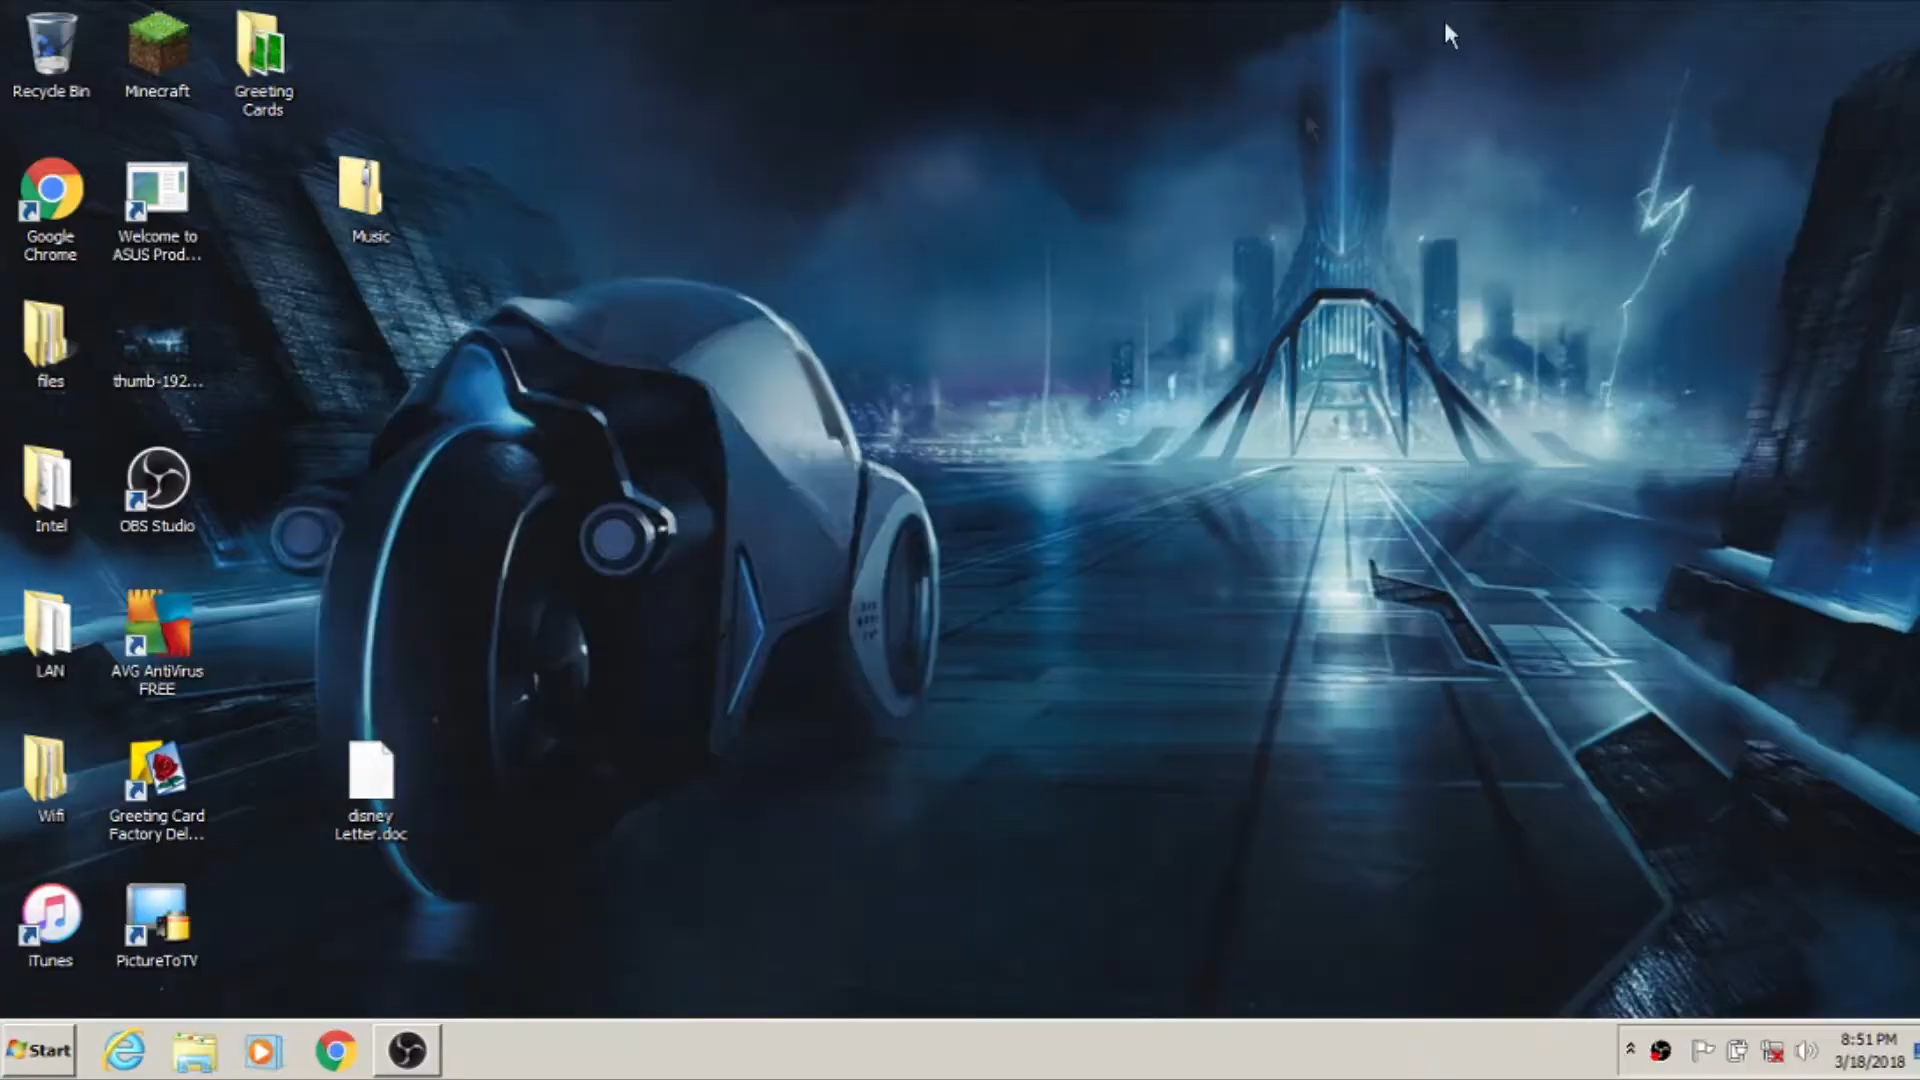 Recycle Bin
Minecraft
Greeting
Cards
Google
Chrome
Welcome to
ASUS Prod...
Music
files
thumb-192...
Intel
OBS Studio
LAN
AVG AntiVirus
FREE
Wifi
Greeting Card
Factory Del...
disney
Letter.doc
iTunes
PictureToTV
Start
8:51 PM
3/18/2018